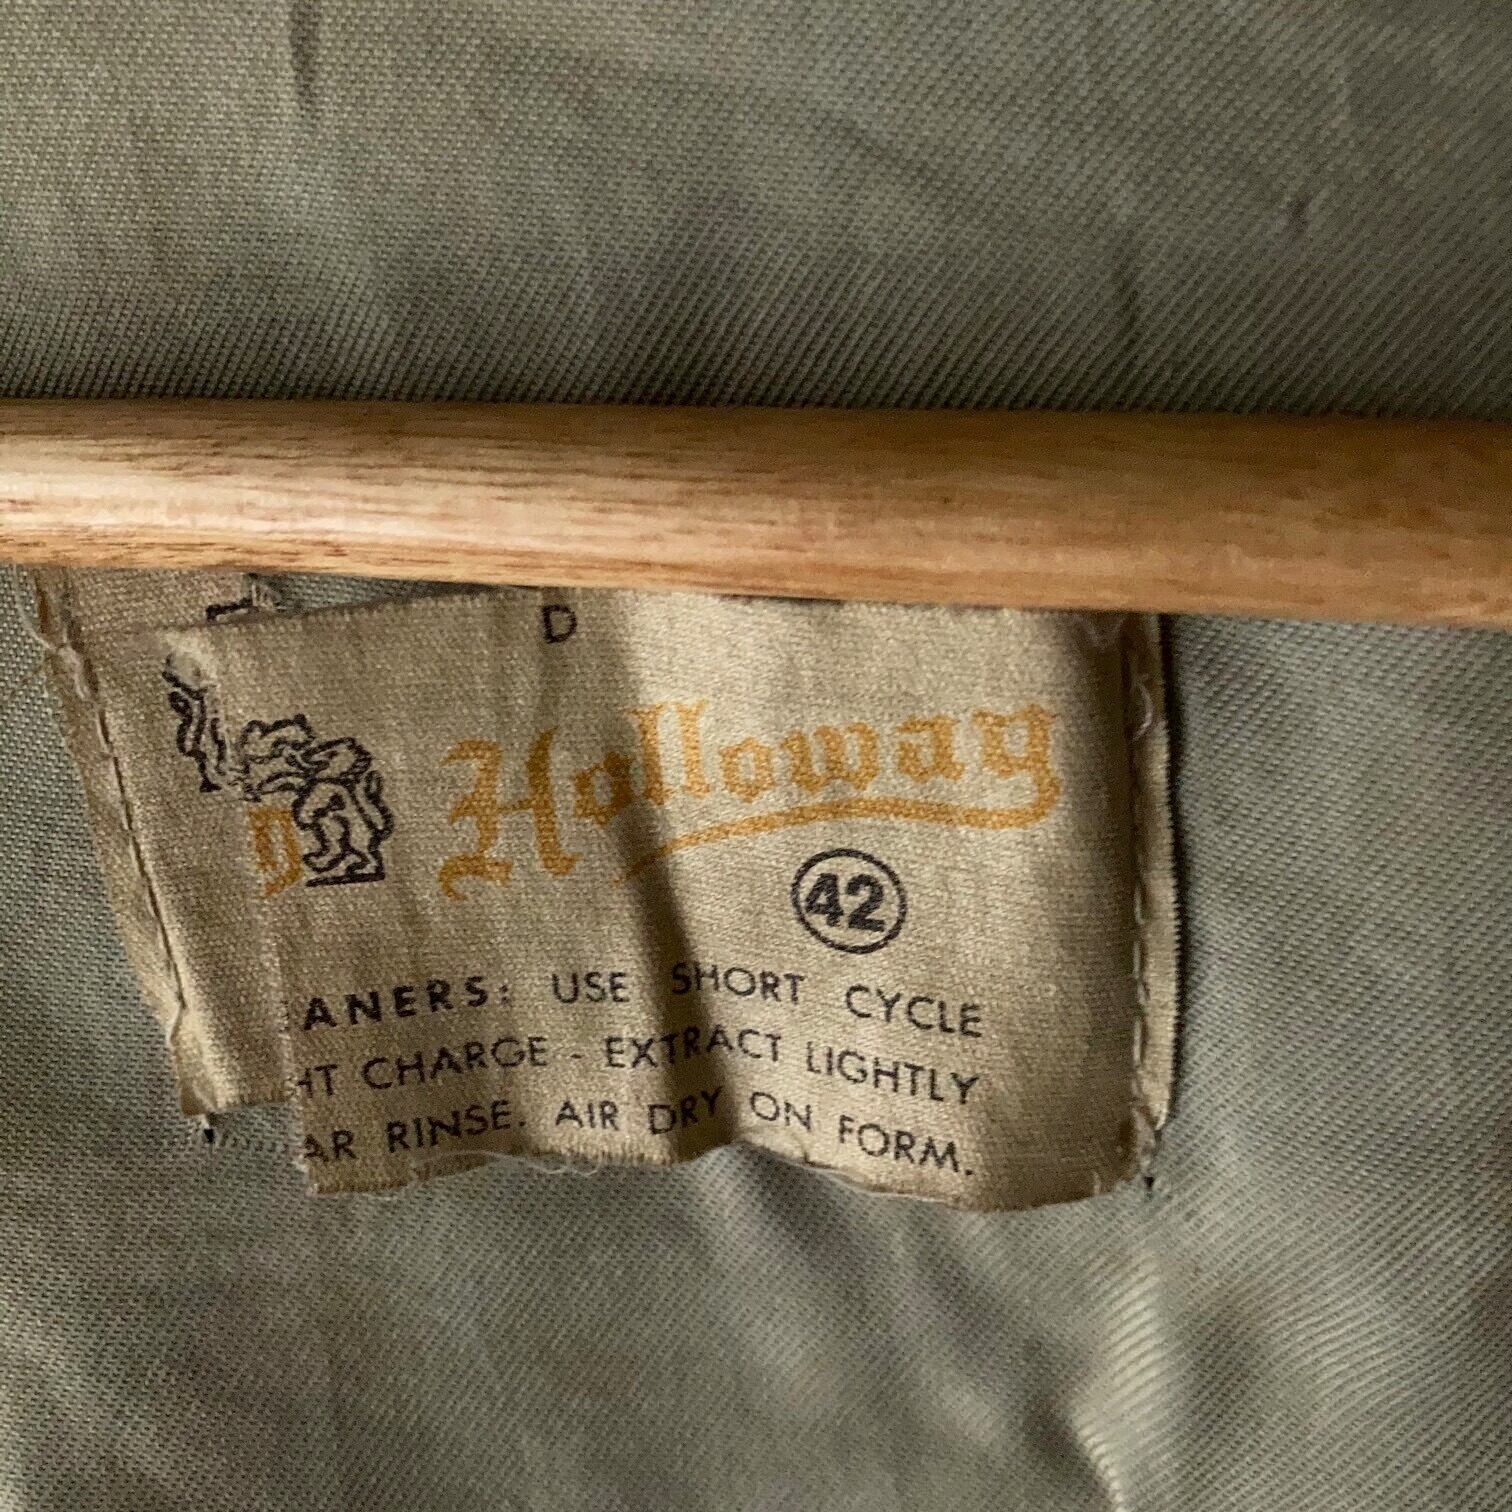 D
Holloway
42
ANERS: USE SHORT CYCLE
HT CHARGE - EXTRACT LIGHTLY
AR RINSE. AIR DRY ON FORM.